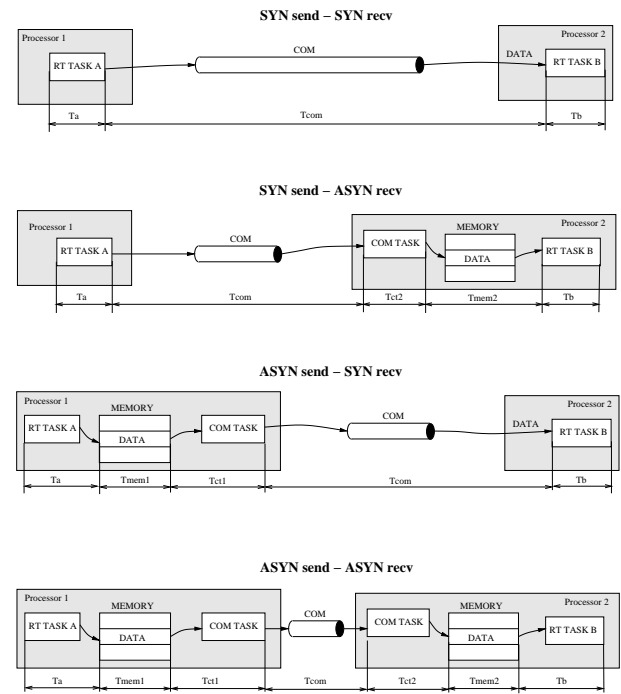 SYN send – SYN recv
Processor 1
Processor 2
COM
RT TASK A
DATA
RT TASK B
Ta
Tcom
Tb
SYN send – ASYN recv
Processor 1
Processor 2
COM
MEMORY
RT TASK A
COM TASK
DATA
RT TASK B
Ta
Tcom
Tct2
Tmem2
Tb
ASYN send – SYN recv
Processor 1
Processor 2
MEMORY
COM
RT TASK A
DATA
COM TASK
DATA
RT TASK B
Ta
Tmem1
Tct1
Tcom
Tb
ASYN send – ASYN recv
Processor 1
Processor 2
MEMORY
COM
MEMORY
RT TASK A
DATA
COM TASK
COM TASK
DATA
RT TASK B
Ta
Tmem1
Tct1
Tcom
Tct2
Tmem2
Tb